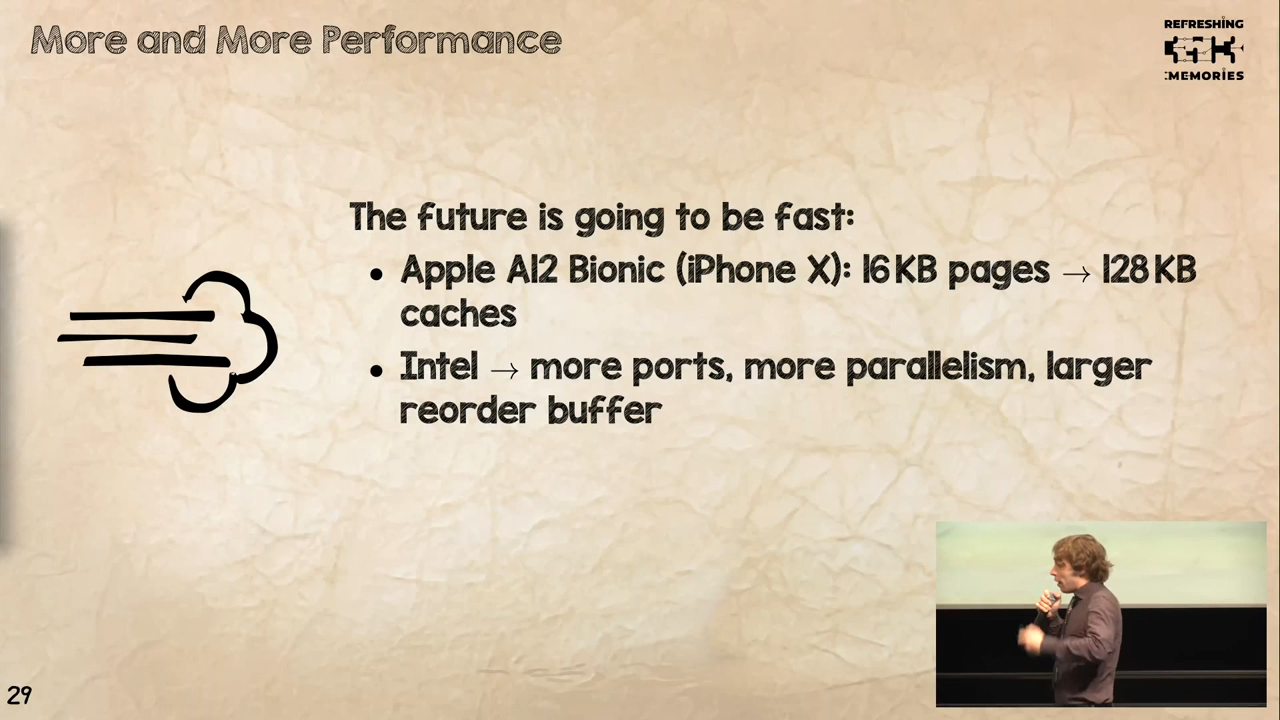 More and More Performance
REFRESHING
:MEMORIES
The future is going to be fast:
• Apple A12 Bionic (iPhone X): 16 KB pages → 128 KB
caches
• Intel → more ports, more parallelism, larger
reorder buffer
29